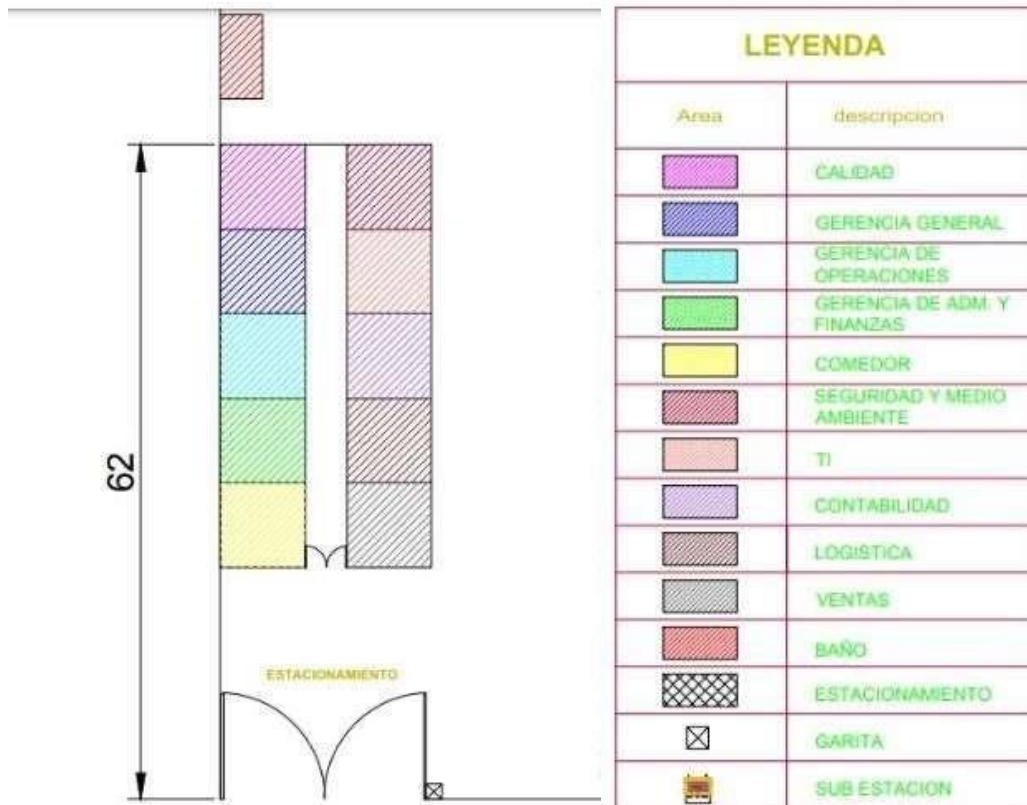 62
ESTACIONAMIENTO
LEYENDA
Area descripcion
CALIDAD
GERENCIA GENERAL
GERENCIA DE
OPERACIONES
GERENCIA DE ADM. Y
FINANZAS
COMEDOR
SEGURIDAD Y MEDIO
AMBIENTE
TI
CONTABILIDAD
LOGISTICA
VENTAS
BAÑO
ESTACIONAMIENTO
GARITA
SUB ESTACION